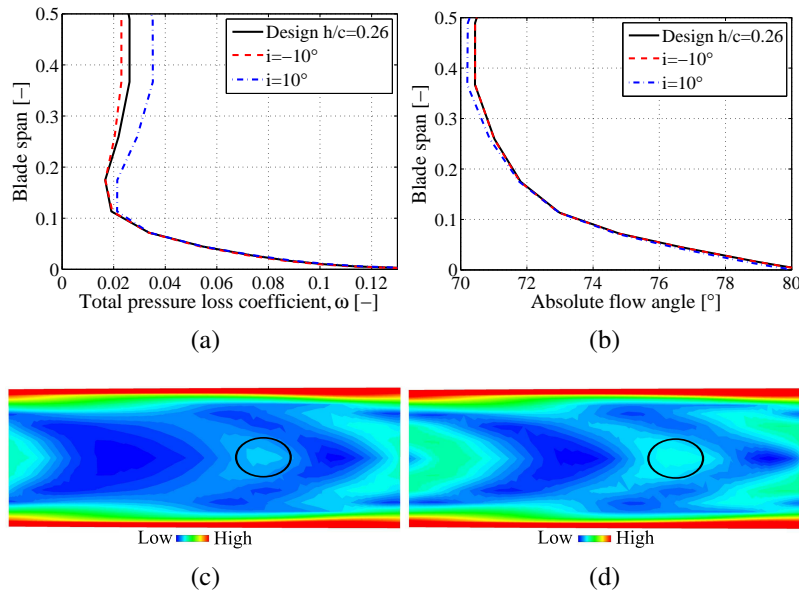 0.5
0.4
0.3
0.2
0.1
0
Blade span [−]
Design h/c=0.26
i=−10°
i=10°
0 0.02 0.04 0.06 0.08 0.1 0.12
Total pressure loss coefficient, ω [−]
(a)
0.5
0.4
0.3
0.2
0.1
0
Blade span [−]
Design h/c=0.26
i=−10°
i=10°
70 72 74 76 78 80
Absolute flow angle [°]
(b)
Low High
(c)
Low High
(d)